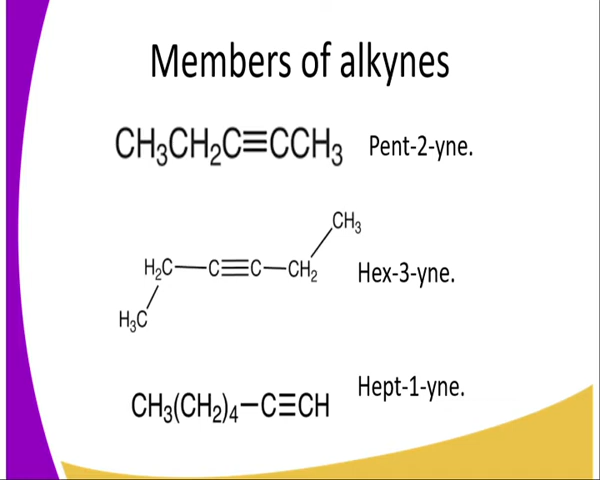 Members of alkynes
CH₃CH₂C≡CCH₃ Pent-2-yne.
CH₃
H₂C—C≡C—CH₂ Hex-3-yne.
H₃C
Hept-1-yne.
CH₃(CH₂)₄—C≡CH